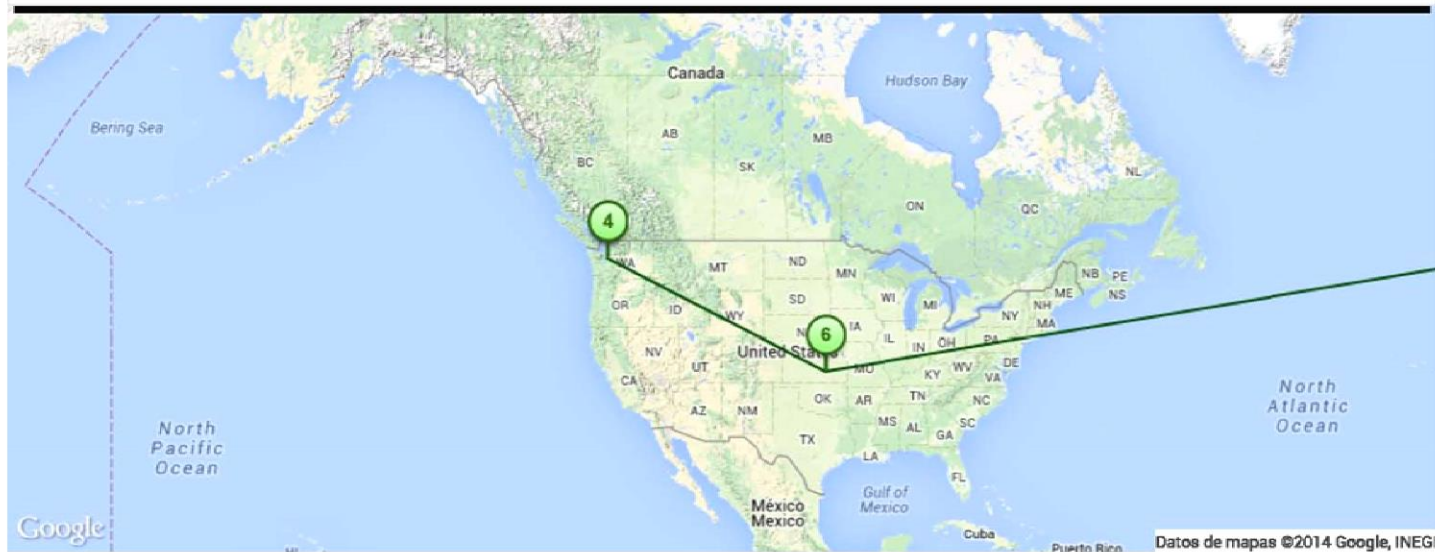 Canada
Hudson Bay
Bering Sea
AB
MB
BC
SK
NL
ON
QC
4
WA
MT
ND
MN
NB
PE
ME
NS
OR
ID
SD
WI
MI
NH
WY
NY
MA
6
IA
NV
United
IL
IN
OH
PA
UT
MO
KY
WV
DE
VA
CA
OK
AR
TN
NC
AZ
NM
MS
AL
GA
SC
TX
LA
FL
North
Pacific
Ocean
North
Atlantic
Ocean
Gulf of
Mexico
México
Mexico
Cuba
Puerto Rico
Google
Datos de mapas ©2014 Google, INEGI